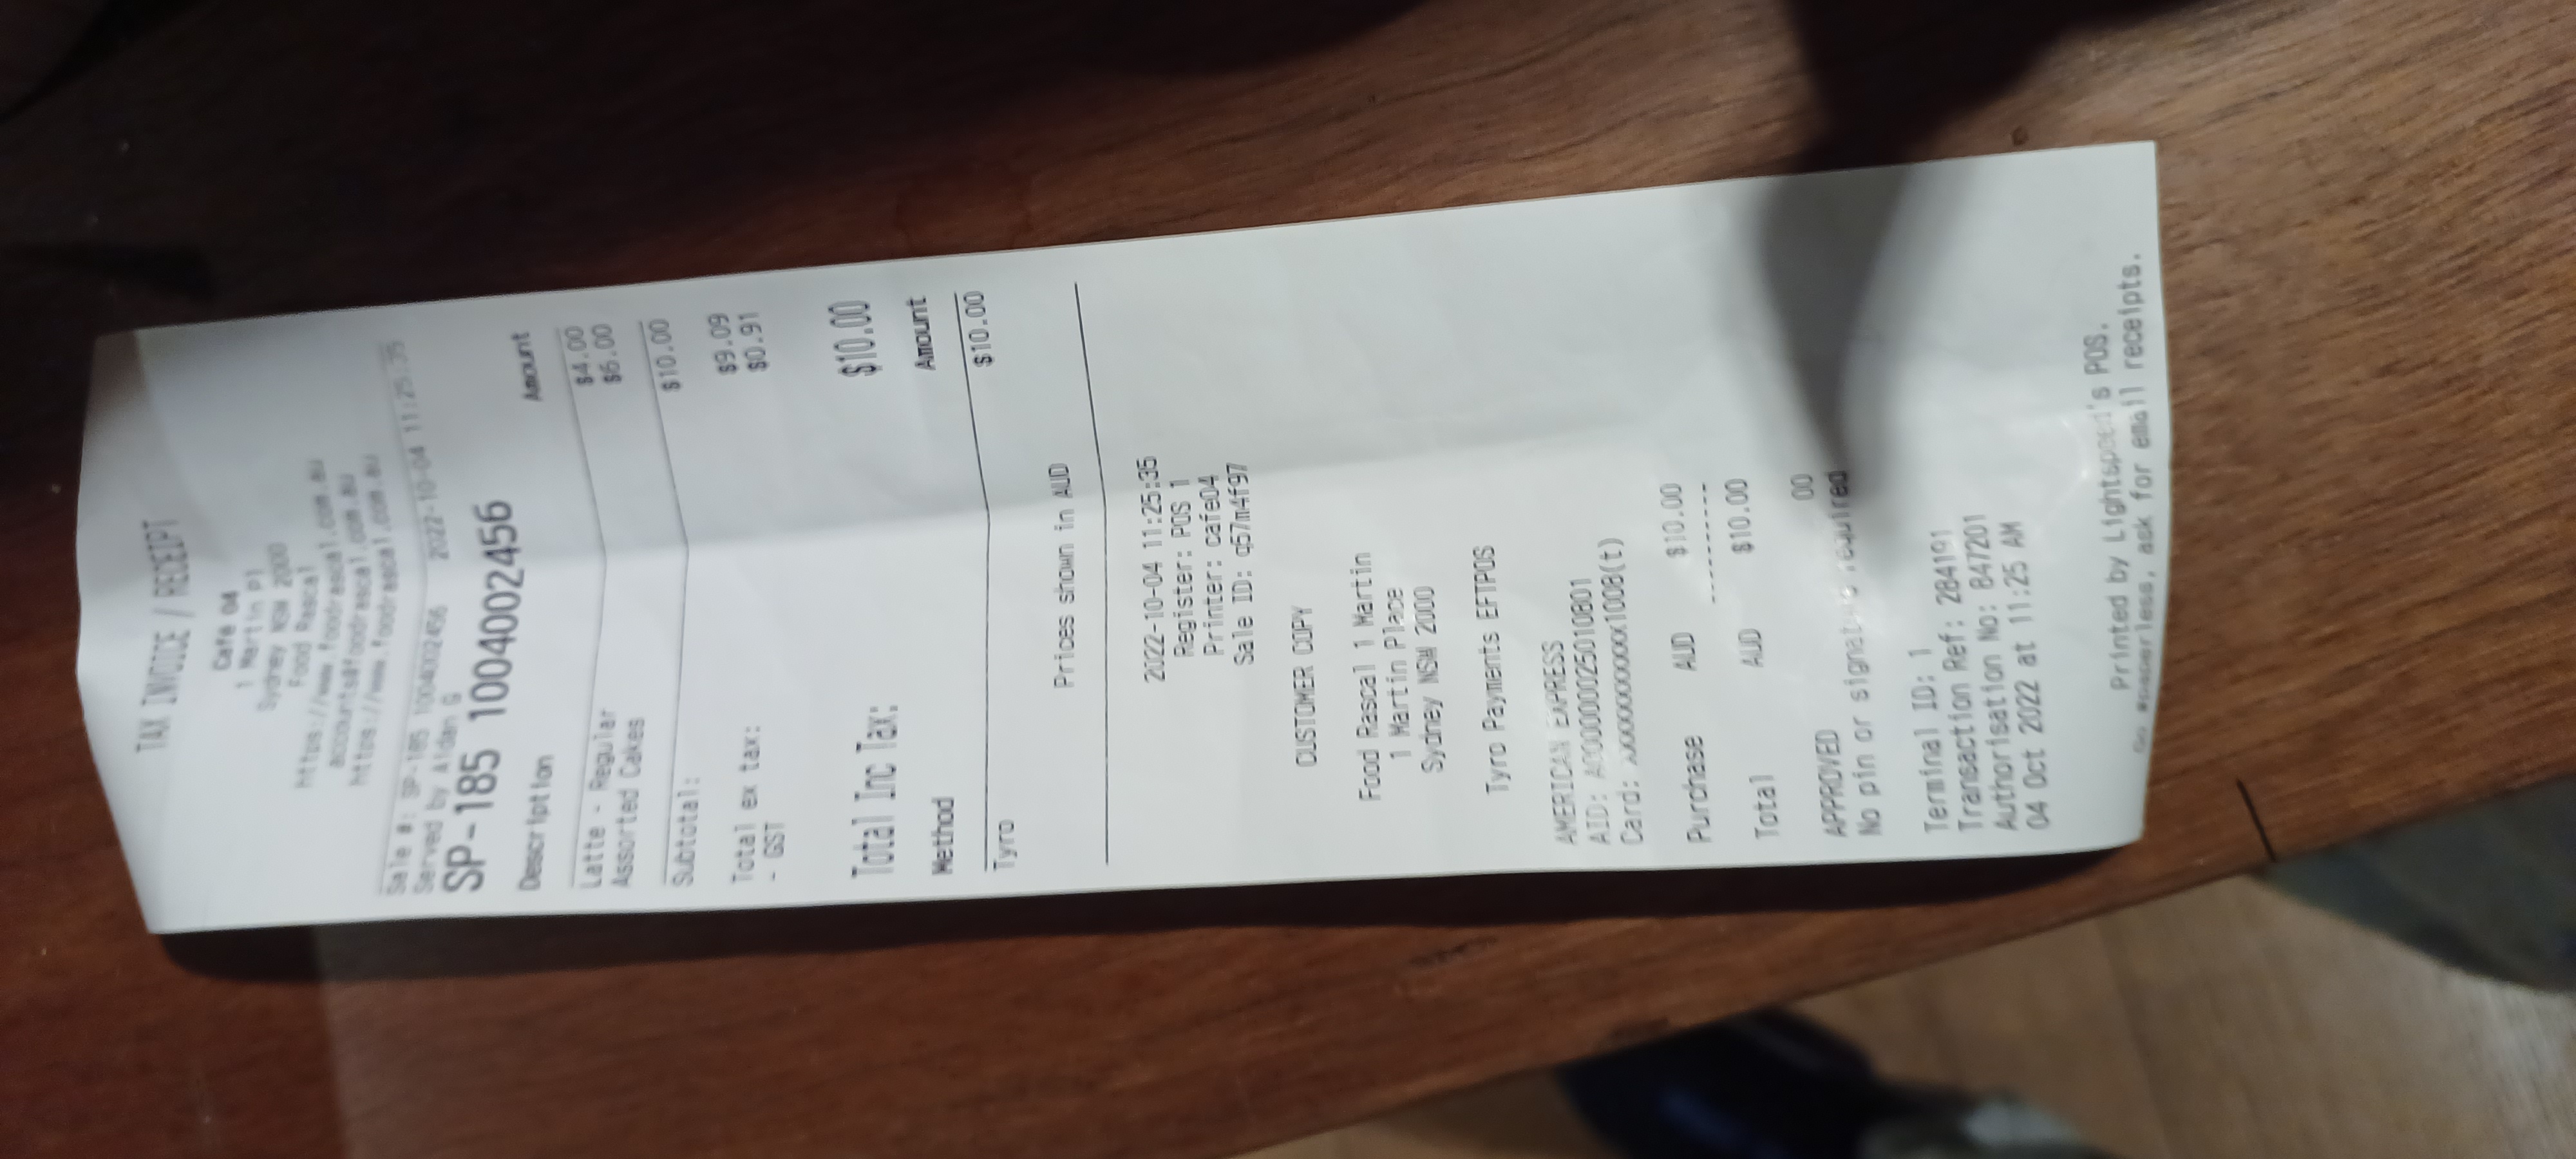 TAX INVOICE / RECEIPT
Café 04
1 Martin Pl
Sydney NSW 2000
Food Rascal
https://www.foodrascal.com.au
accounts@foodrascal.com.au
https://www.foodrascal.com.au
Sale #: SP-185 1004002456 2022-10-04 11:25:35
Served by Aidan G
SP-185 1004002456
Description Amount
Latte - Regular $4.00
Assorted Cakes $6.00
Subtotal: $10.00
Total ex tax: $9.09
- GST $0.91
Total Inc Tax: $10.00
Method Amount
Tyro $10.00
Prices shown in AUD
2022-10-04 11:25:35
Register: POS 1
Printer: cafe04
Sale ID: q57m4f97
CUSTOMER COPY
Food Rascal 1 Martin
1 Martin Place
Sydney NSW 2000
Tyro Payments EFTPOS
AMERICAN EXPRESS
AID: A000000025010801
Card: XXXXXXXXXXX1008(t)
Purchase AUD $10.00
----------
Total AUD $10.00
APPROVED 00
No pin or signature required
Terminal ID: 1
Transaction Ref: 284191
Authorisation No: 847201
04 Oct 2022 at 11:25 AM
Printed by Lightspeed's POS.
Go #paperless, ask for email receipts.